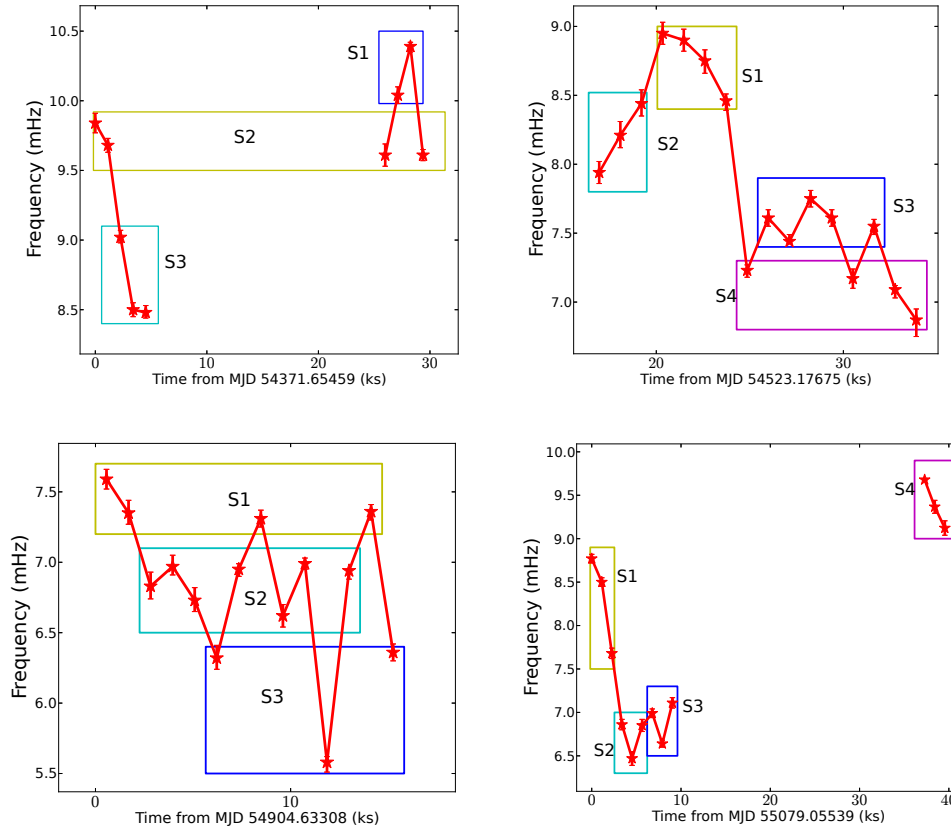 10.5
10.0
9.5
9.0
8.5
Frequency (mHz)
S1
S2
S3
0
10
20
30
Time from MJD 54371.65459 (ks)
9.0
8.5
8.0
7.5
7.0
Frequency (mHz)
S1
S2
S3
S4
20
30
Time from MJD 54523.17675 (ks)
7.5
7.0
6.5
6.0
5.5
Frequency (mHz)
S1
S2
S3
0
10
Time from MJD 54904.63308 (ks)
10.0
9.5
9.0
8.5
8.0
7.5
7.0
6.5
Frequency (mHz)
S4
S1
S3
S2
0
10
20
30
40
Time from MJD 55079.05539 (ks)